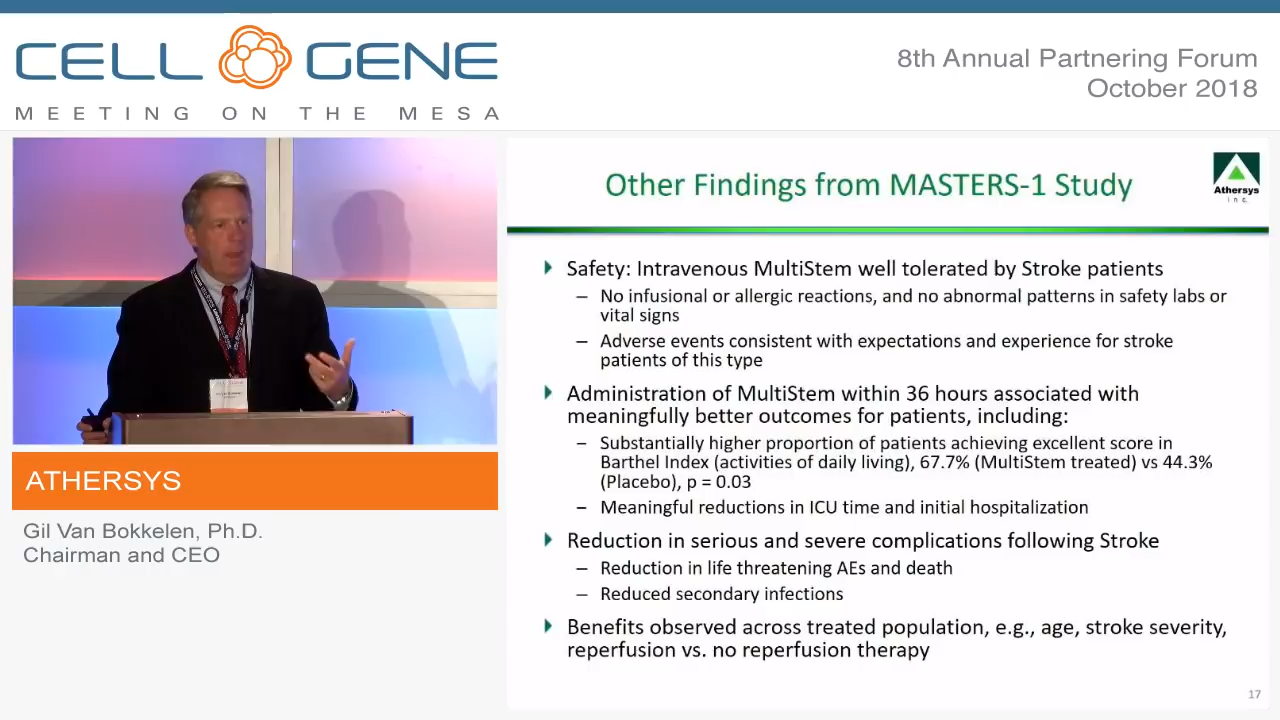 CELL GENE
MEETING ON THE MESA
8th Annual Partnering Forum
October 2018
Other Findings from MASTERS-1 Study
Athersys
inc.
Safety: Intravenous MultiStem well tolerated by Stroke patients
– No infusional or allergic reactions, and no abnormal patterns in safety labs or
vital signs
– Adverse events consistent with expectations and experience for stroke
patients of this type
Administration of MultiStem within 36 hours associated with
meaningfully better outcomes for patients, including:
– Substantially higher proportion of patients achieving excellent score in
Barthel Index (activities of daily living), 67.7% (MultiStem treated) vs 44.3%
(Placebo), p = 0.03
– Meaningful reductions in ICU time and initial hospitalization
Reduction in serious and severe complications following Stroke
– Reduction in life threatening AEs and death
– Reduced secondary infections
Benefits observed across treated population, e.g., age, stroke severity,
reperfusion vs. no reperfusion therapy
17
ATHERSYS
Gil Van Bokkelen, Ph.D.
Chairman and CEO